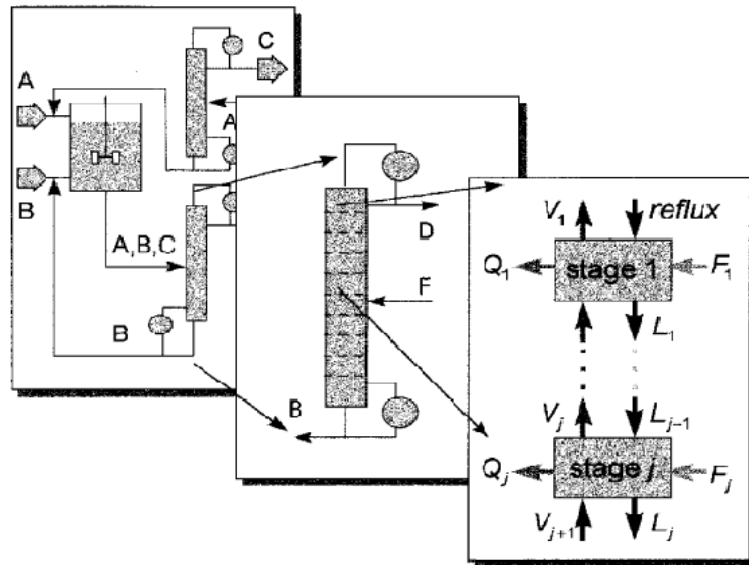 C
A
A
B
A,B,C
B
D
F
B
V₁
reflux
Q₁
stage 1
F₁
L₁
Vⱼ
Lⱼ₋₁
Qⱼ
stage j
Fⱼ
Vⱼ₊₁
Lⱼ